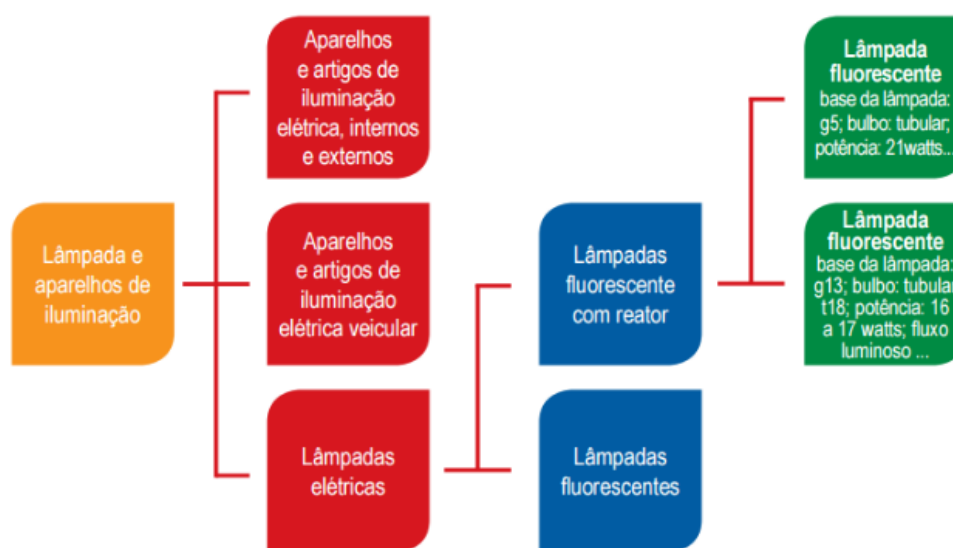 Lâmpada e
aparelhos de
iluminação
Aparelhos
e artigos de
iluminação
elétrica, internos
e externos
Aparelhos
e artigos de
iluminação
elétrica veicular
Lâmpadas
elétricas
Lâmpadas
fluorescente
com reator
Lâmpadas
fluorescentes
Lâmpada
fluorescente
base da lâmpada:
g5; bulbo: tubular;
potência: 21watts...
Lâmpada
fluorescente
base da lâmpada:
g13; bulbo: tubular
t18; potência: 16
a 17 watts; fluxo
luminoso ...